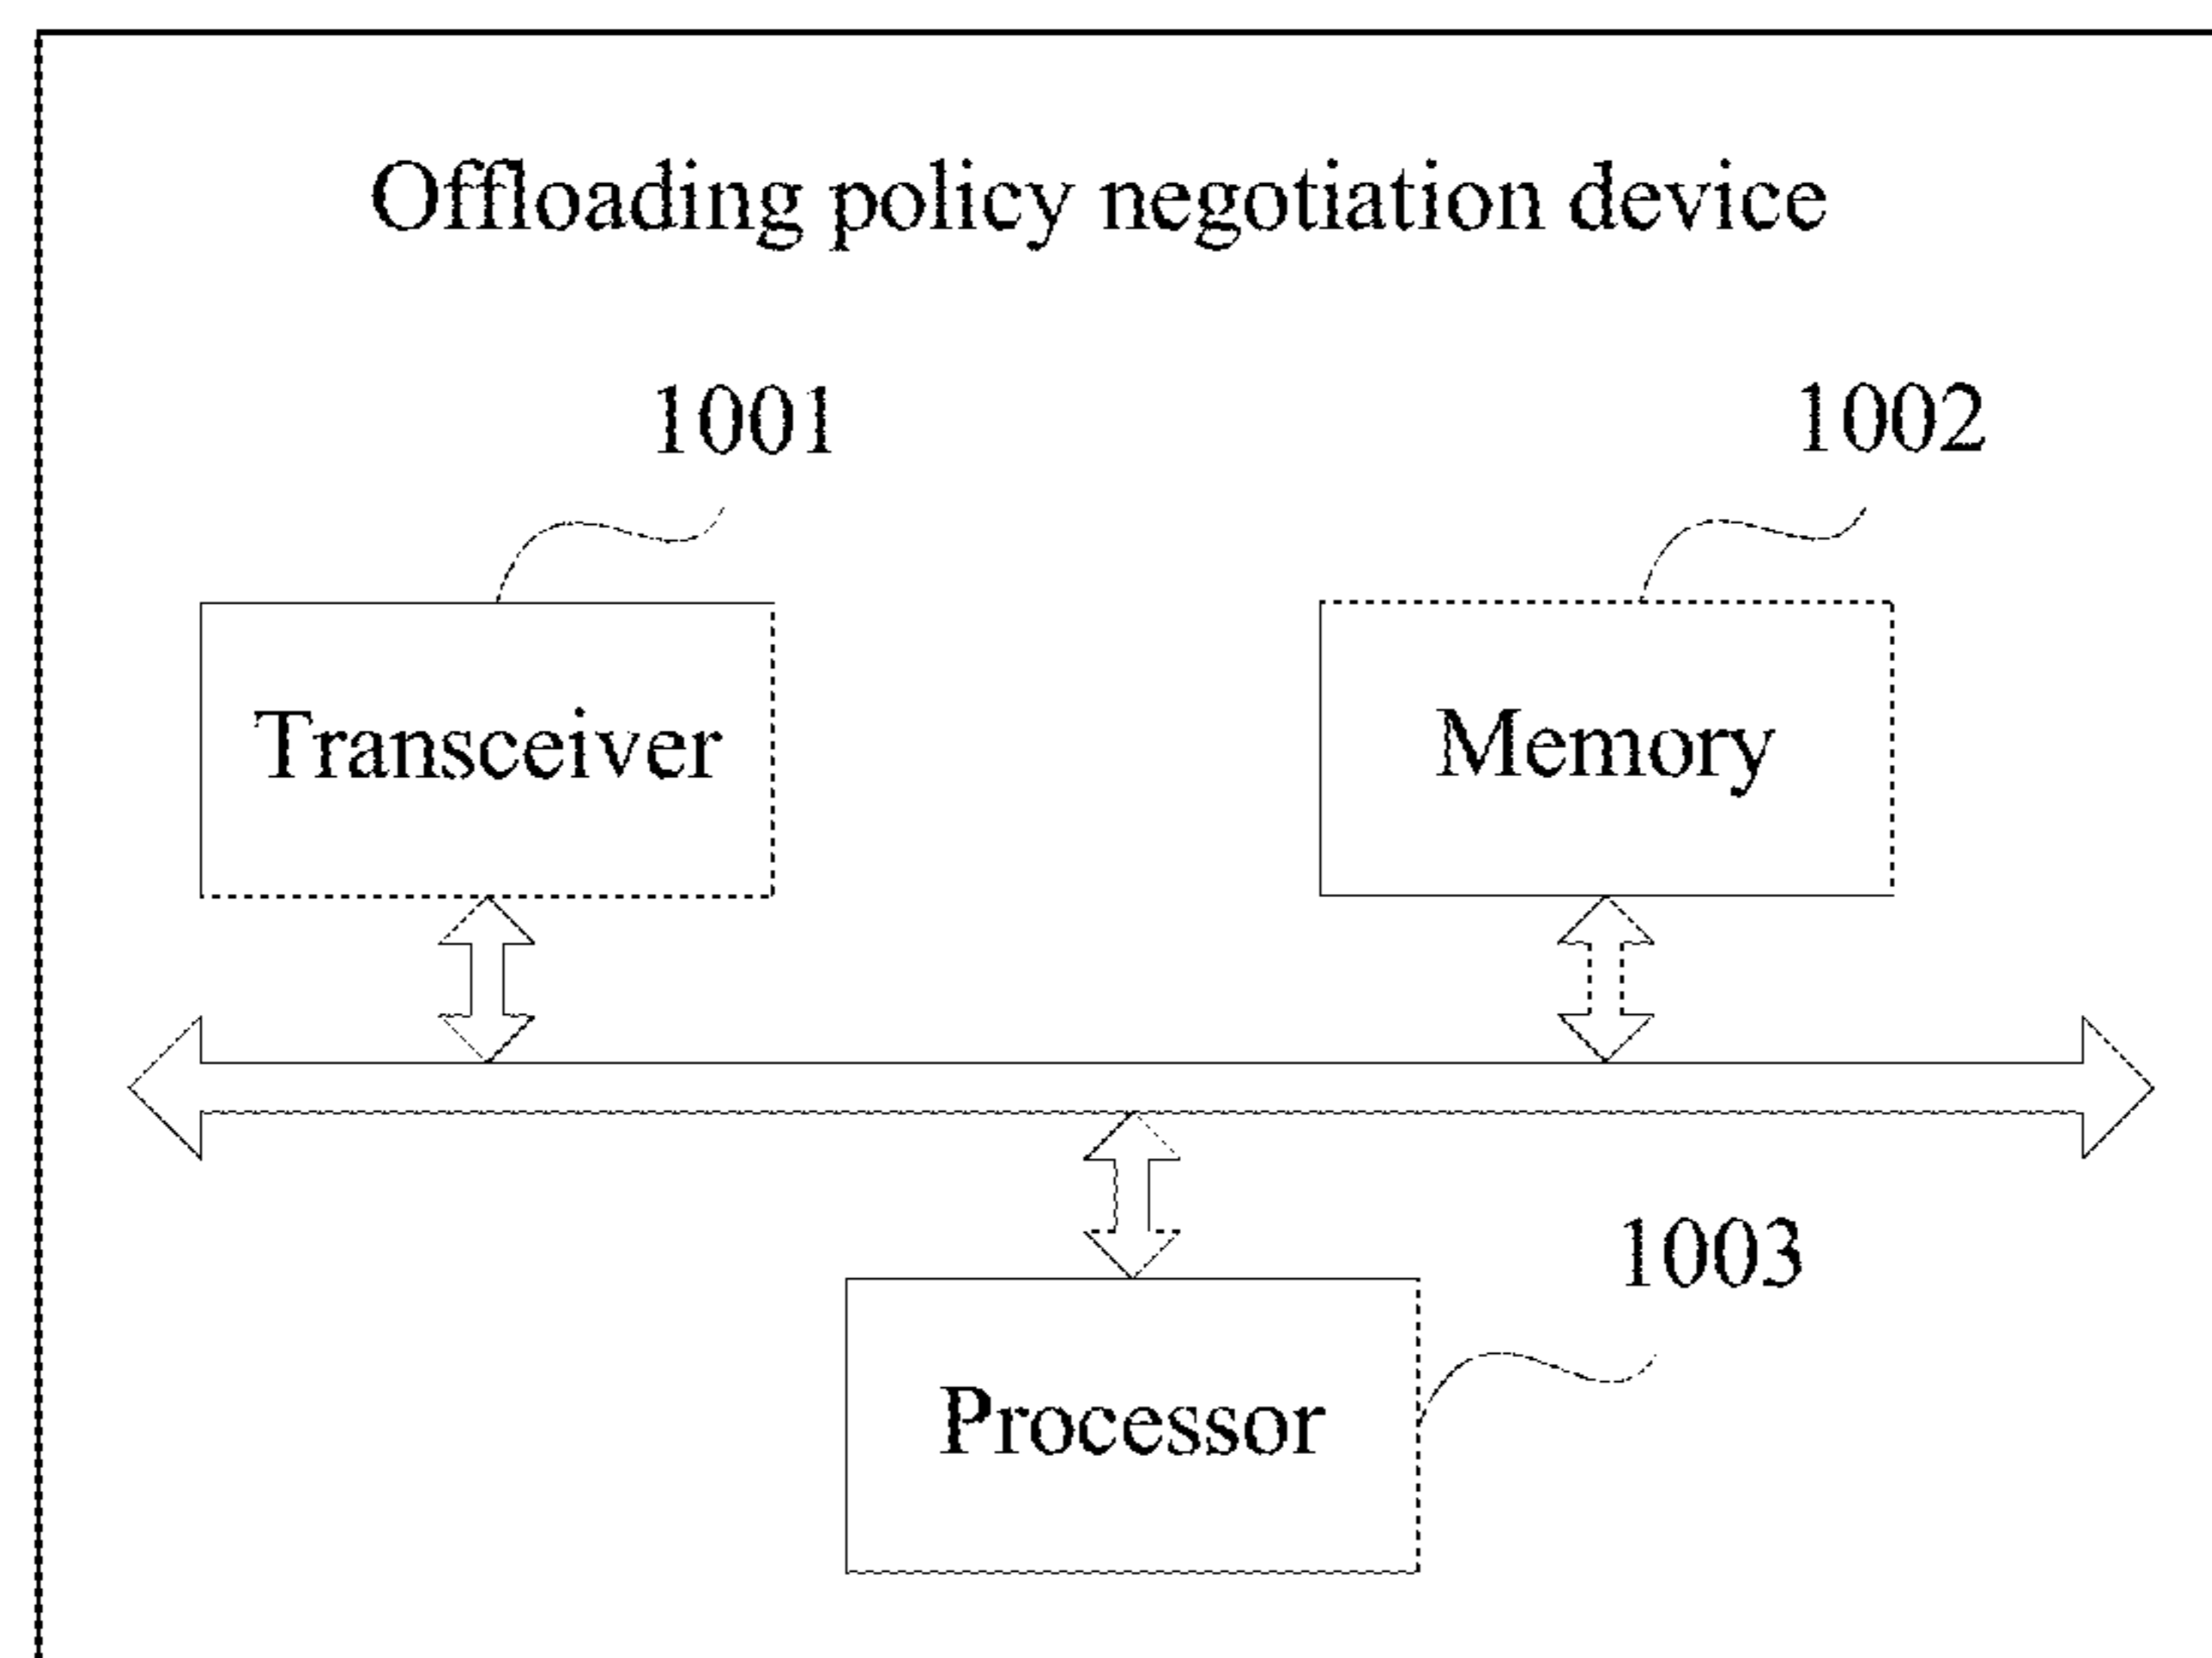 Offloading policy negotiation device
1001
1002
Transceiver
Memory
1003
Processor